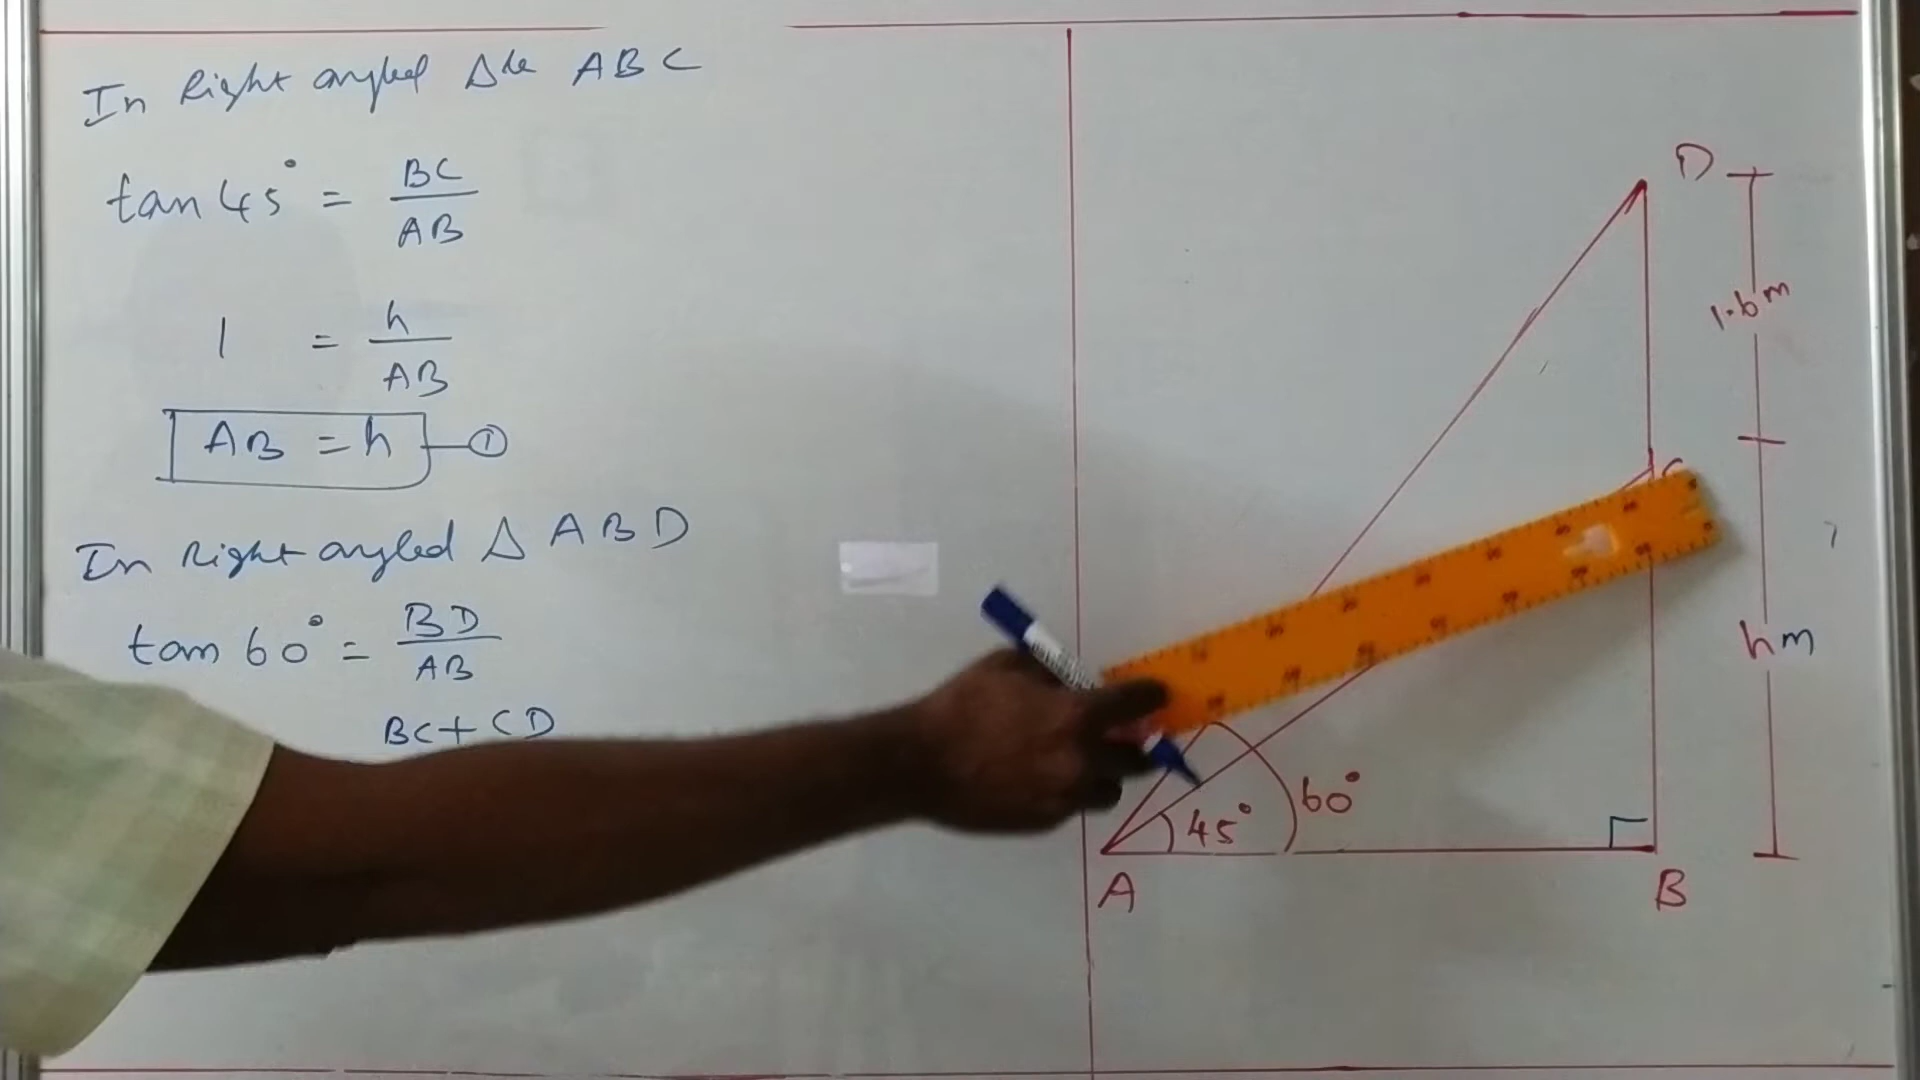 In Right angled Δle ABC
tan 45° = BC/AB
1 = h/AB
AB = h — ①
In Right angled Δ ABD
tan 60° = BD/AB
BC + CD
D
1.6m
C
hm
60°
45°
A
B